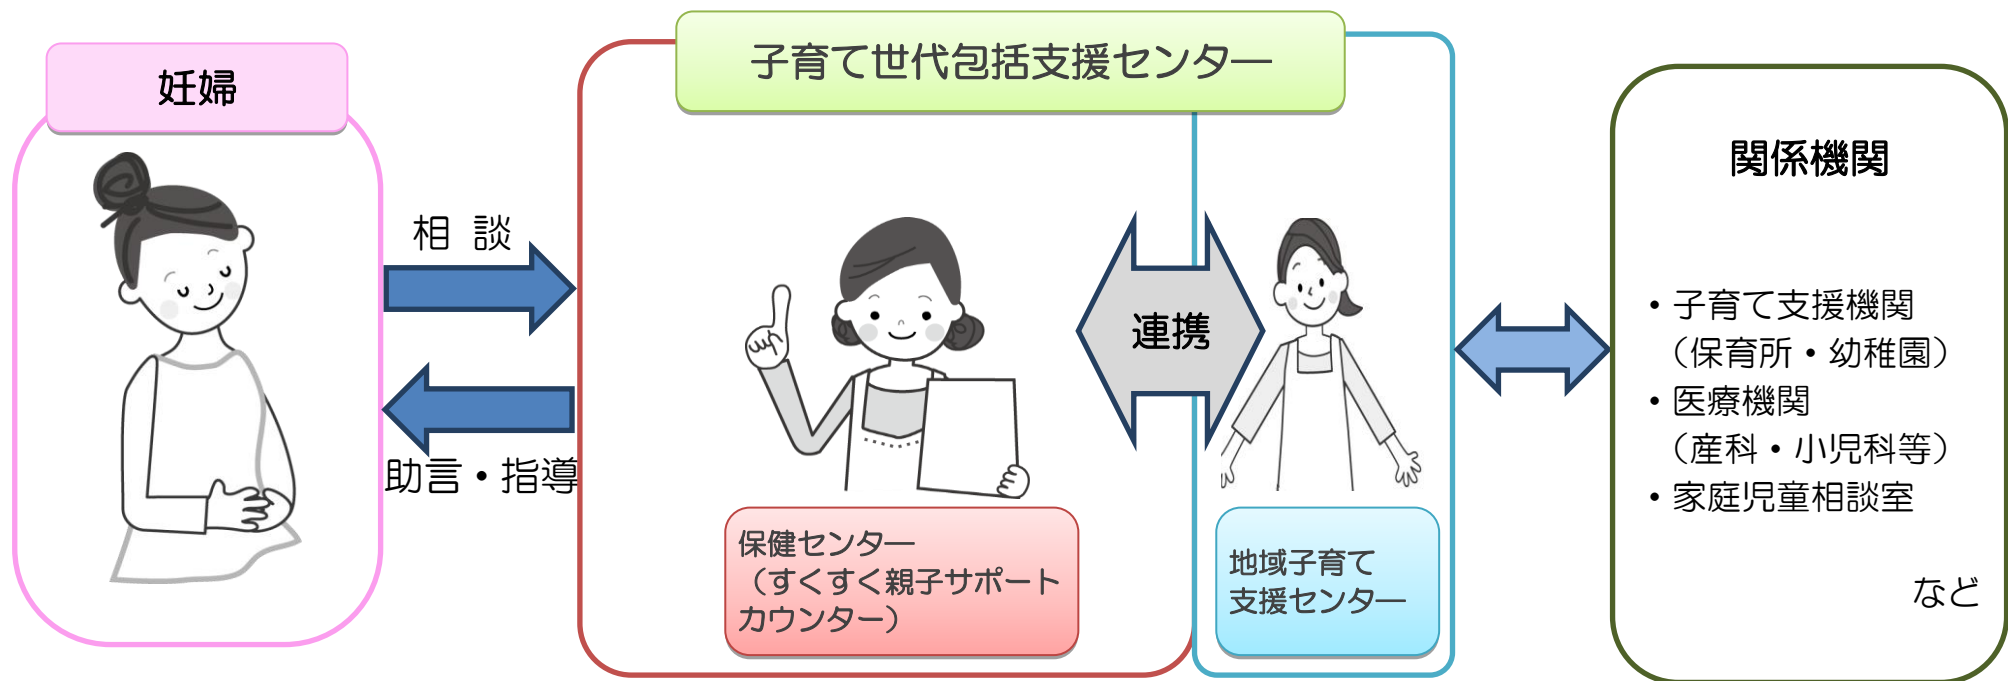 妊婦
相 談
助言・指導
子育て世代包括支援センター
連携
保健センター
（すくすく親子サポート
カウンター）
地域子育て
支援センター
関係機関
・子育て支援機関
（保育所・幼稚園）
・医療機関
（産科・小児科等）
・家庭児童相談室
など